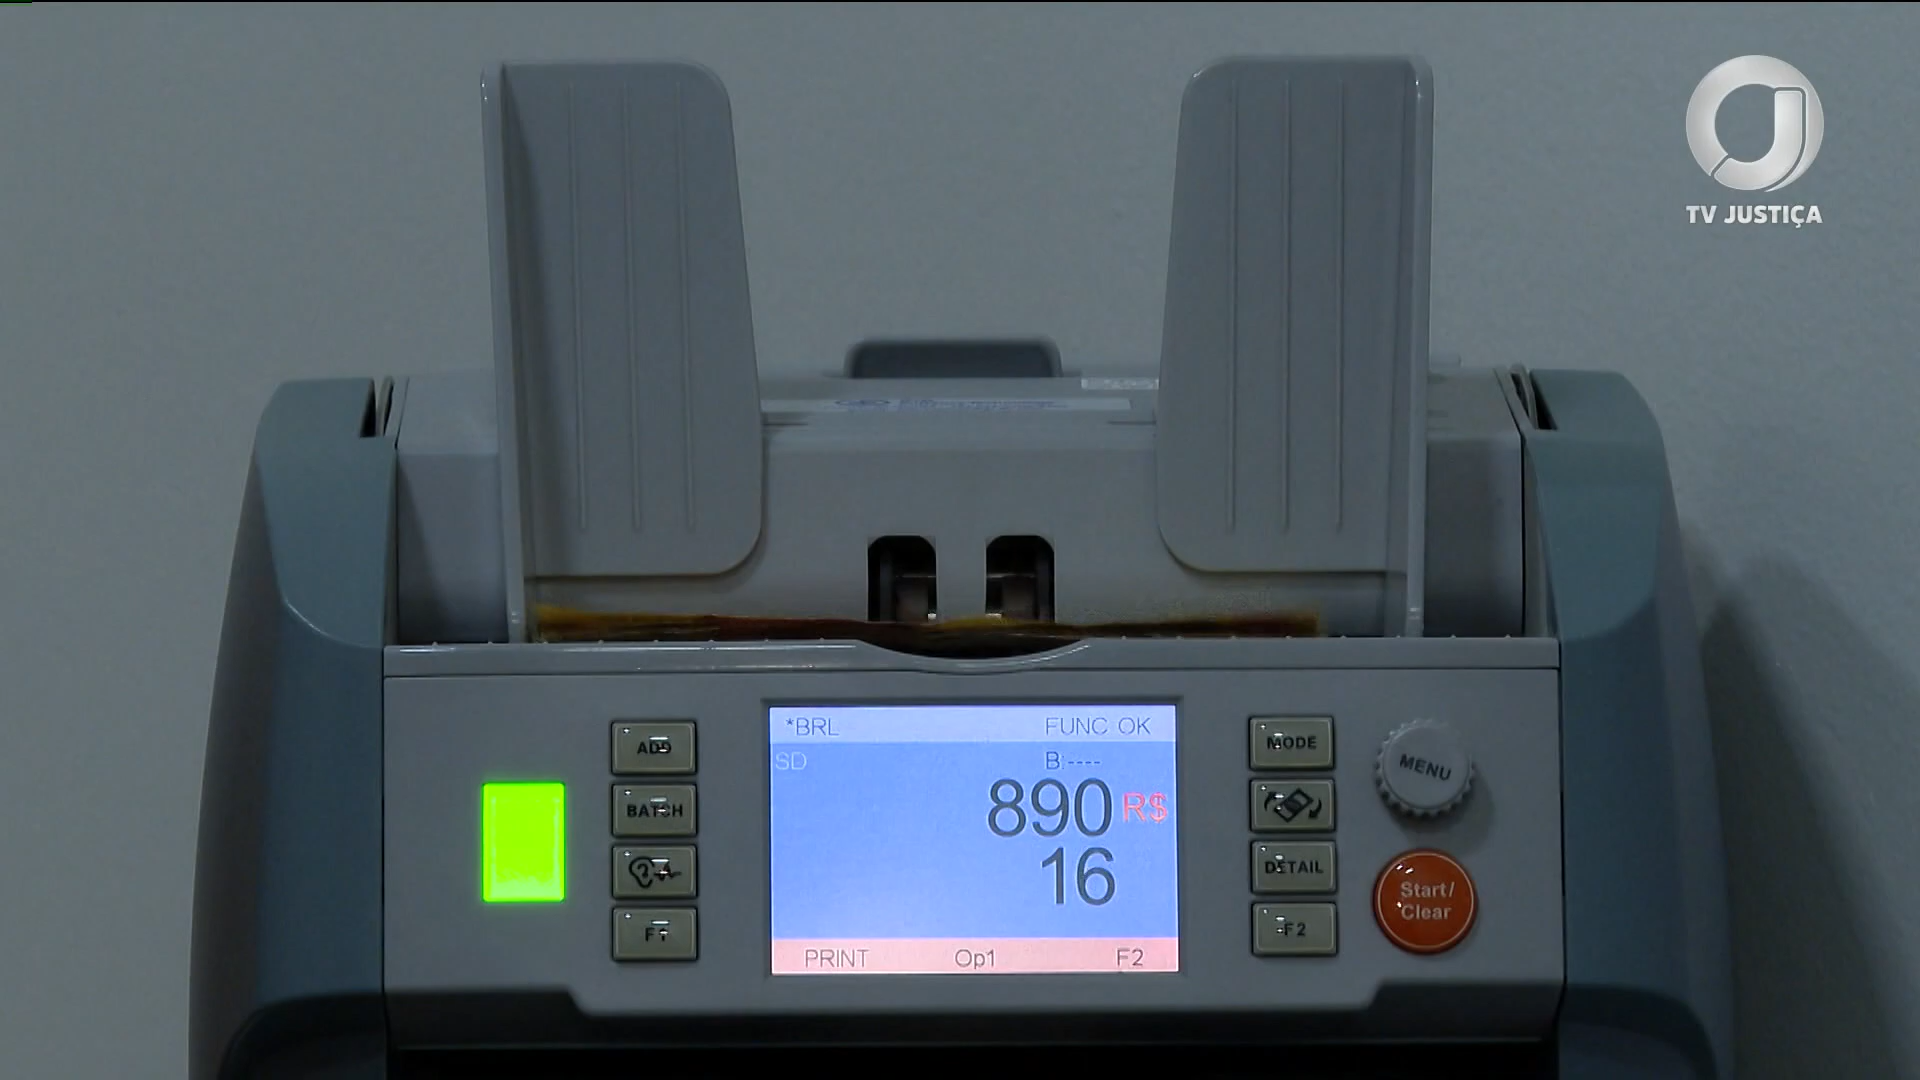 TV JUSTIÇA
*BRL FUNC OK
SD B:----
890 R$
16
PRINT Op1 F2
ADD
BATCH
F1
MODE
DETAIL
F2
MENU
Start/
Clear